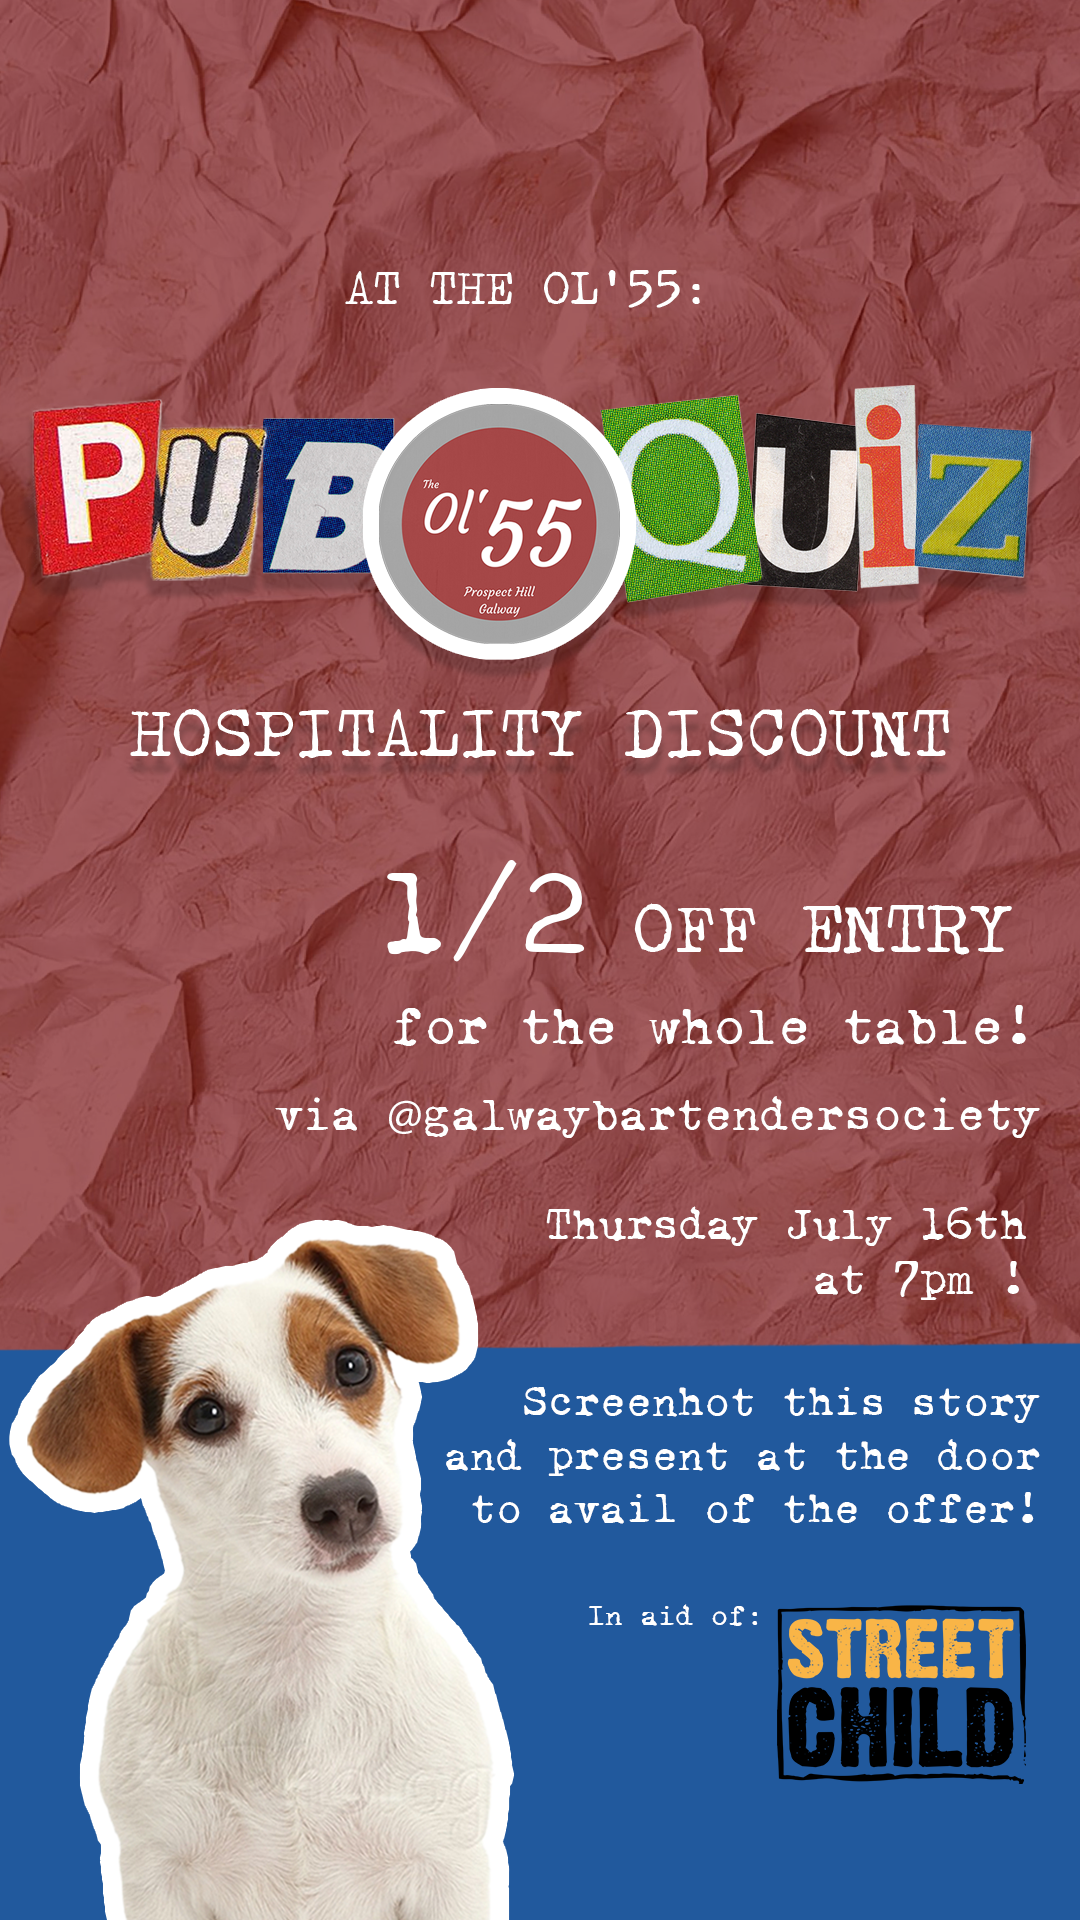 AT THE OL'55:
PUB QUiZ
The
Ol'55
Prospect Hill
Galway
HOSPITALITY DISCOUNT
1/2 OFF ENTRY
for the whole table!
via @galwaybartendersociety
Thursday July 16th
at 7pm !
Screenhot this story
and present at the door
to avail of the offer!
In aid of:
STREET
CHILD